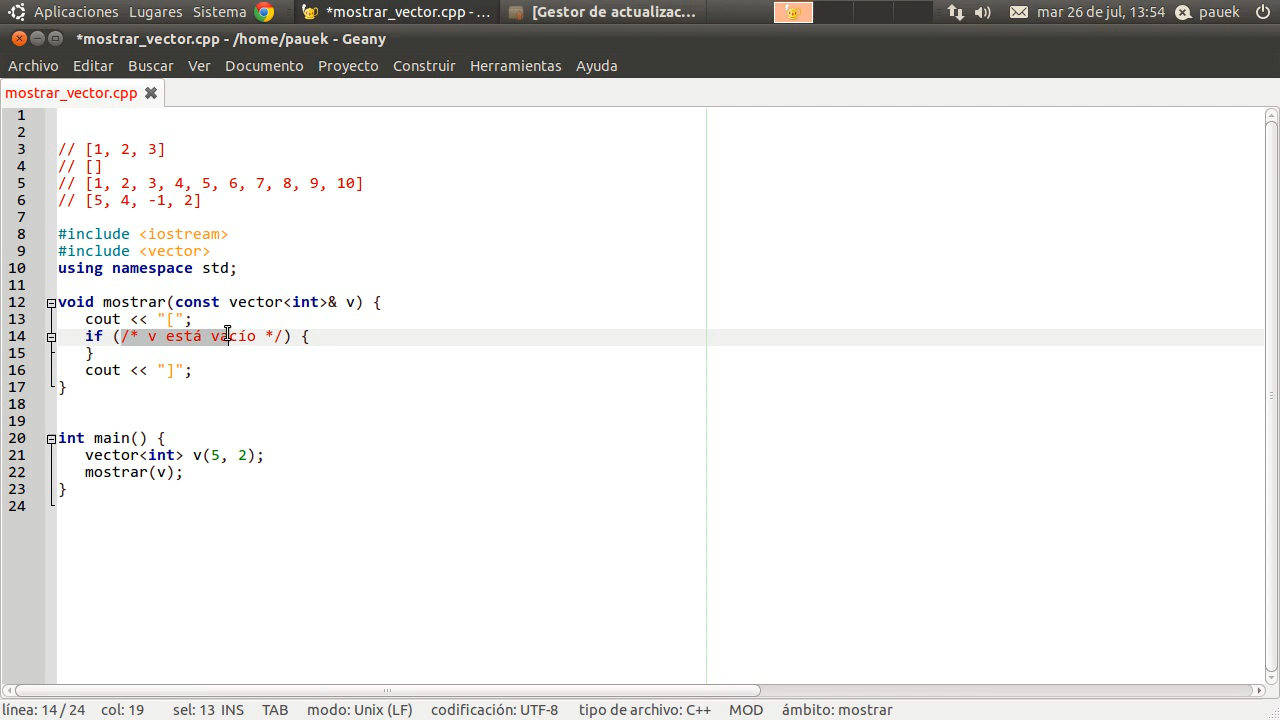 Aplicaciones Lugares Sistema *mostrar_vector.cpp - ... [Gestor de actualizac... mar 26 de jul, 13:54 pauek
*mostrar_vector.cpp - /home/pauek - Geany
Archivo Editar Buscar Ver Documento Proyecto Construir Herramientas Ayuda
mostrar_vector.cpp
1
2
3 // [1, 2, 3]
4 // []
5 // [1, 2, 3, 4, 5, 6, 7, 8, 9, 10]
6 // [5, 4, -1, 2]
7
8 #include <iostream>
9 #include <vector>
10 using namespace std;
11
12 void mostrar(const vector<int>& v) {
13 cout << "[";
14 if (/* v está vacío */) {
15 }
16 cout << "]";
17 }
18
19
20 int main() {
21 vector<int> v(5, 2);
22 mostrar(v);
23 }
24
línea: 14 / 24 col: 19 sel: 13 INS TAB modo: Unix (LF) codificación: UTF-8 tipo de archivo: C++ MOD ámbito: mostrar